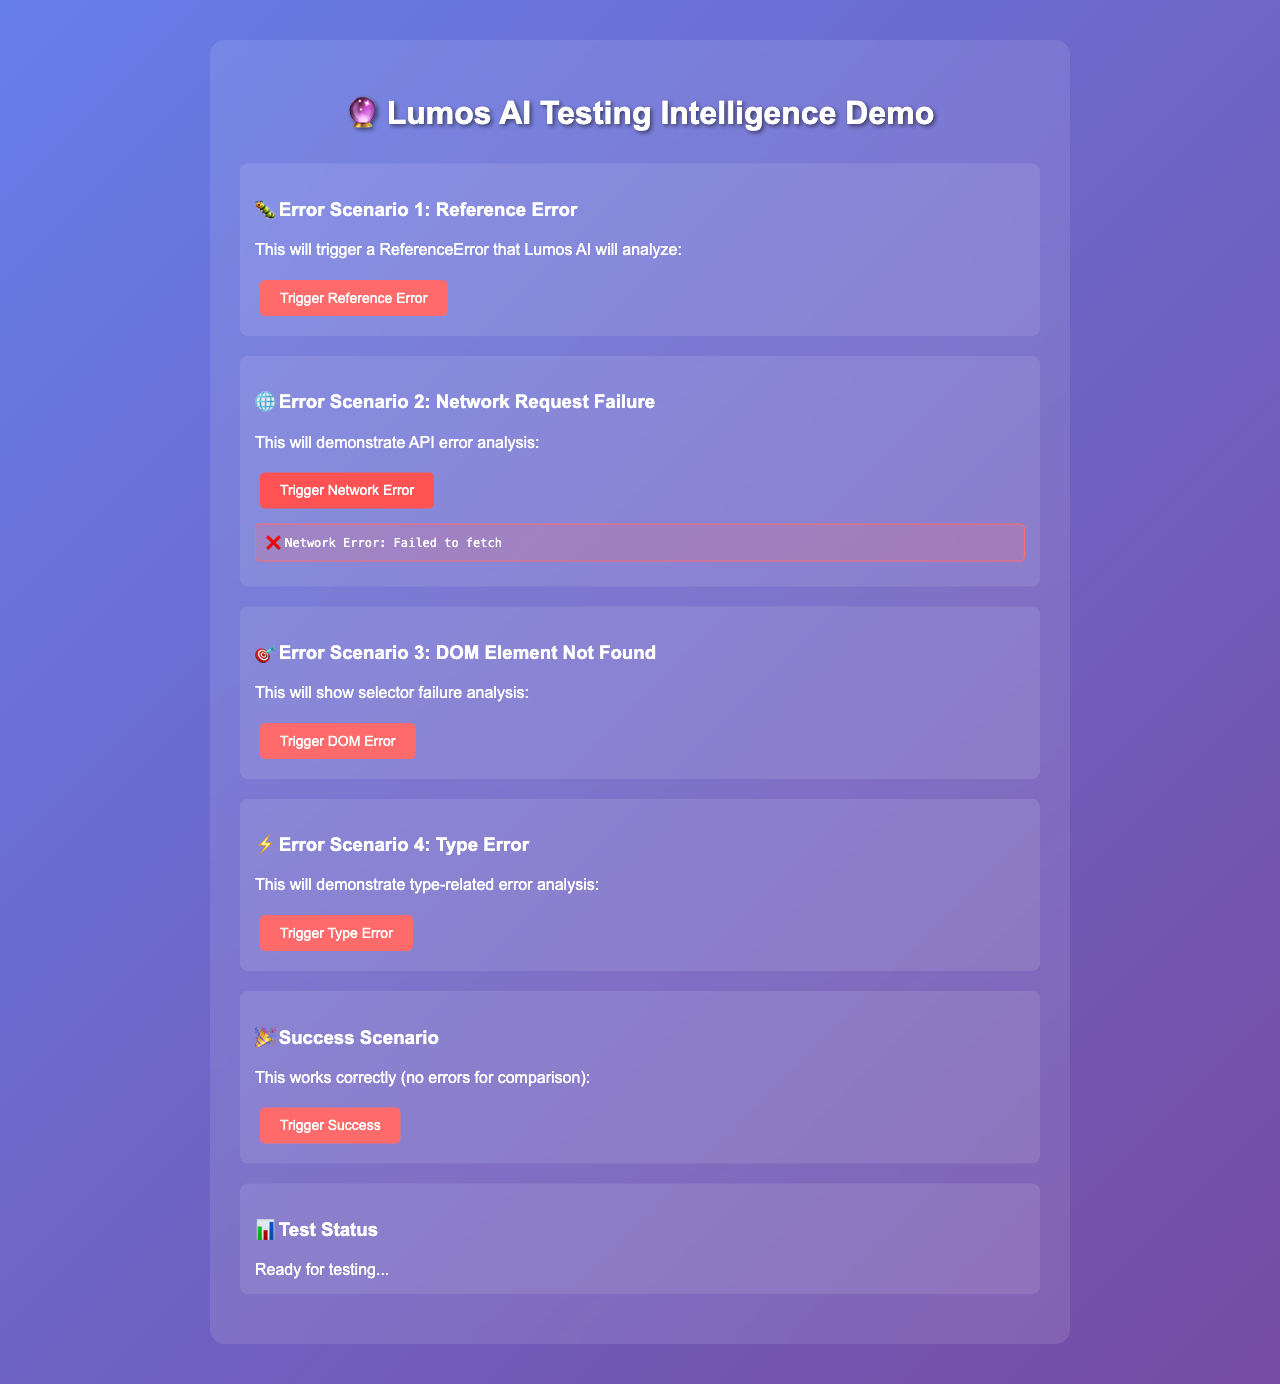 🔮 Lumos AI Testing Intelligence Demo
🐛 Error Scenario 1: Reference Error
This will trigger a ReferenceError that Lumos AI will analyze:
Trigger Reference Error
🌐 Error Scenario 2: Network Request Failure
This will demonstrate API error analysis:
Trigger Network Error
❌ Network Error: Failed to fetch
🎯 Error Scenario 3: DOM Element Not Found
This will show selector failure analysis:
Trigger DOM Error
⚡ Error Scenario 4: Type Error
This will demonstrate type-related error analysis:
Trigger Type Error
🎉 Success Scenario
This works correctly (no errors for comparison):
Trigger Success
📊 Test Status
Ready for testing...